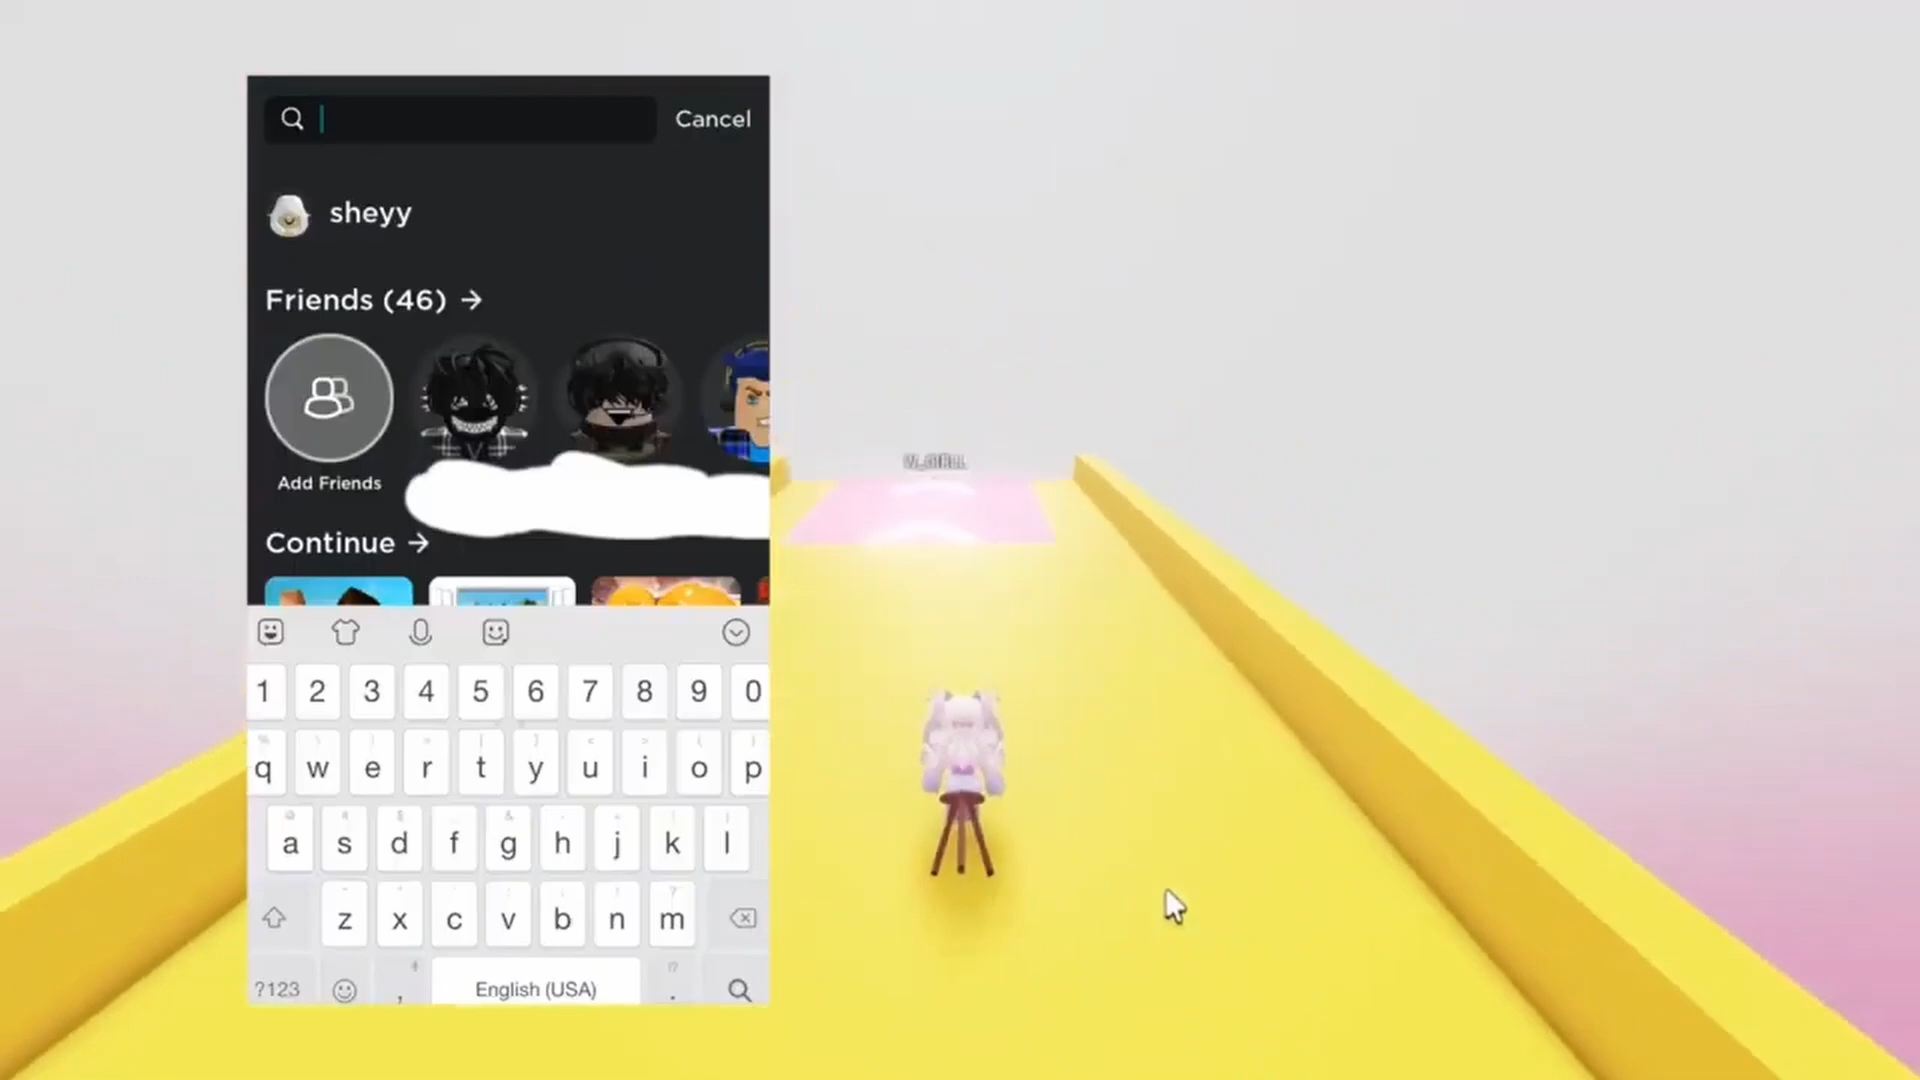 Cancel
sheyy
Friends (46) →
Add Friends
Continue →
1 2 3 4 5 6 7 8 9 0
q w e r t y u i o p
a s d f g h j k l
z x c v b n m
?123 , English (USA) .